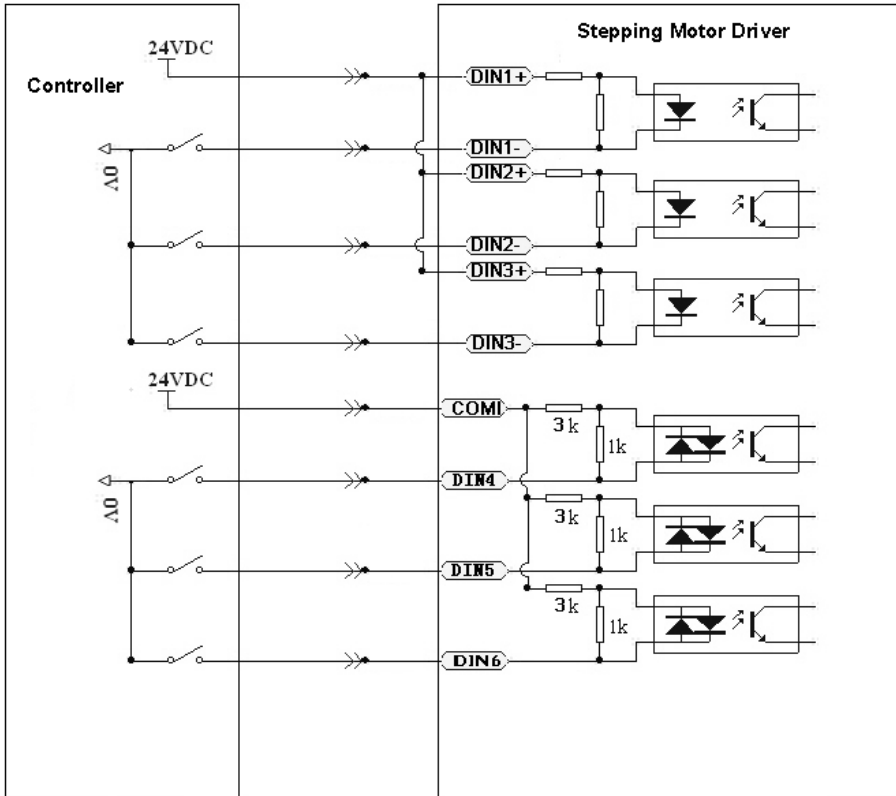 Stepping Motor Driver
Controller
24VDC
DIN1+
DIN1-
0V
DIN2+
DIN2-
DIN3+
DIN3-
24VDC
COMI
3k
1k
DIN4
0V
3k
1k
DIN5
3k
1k
DIN6